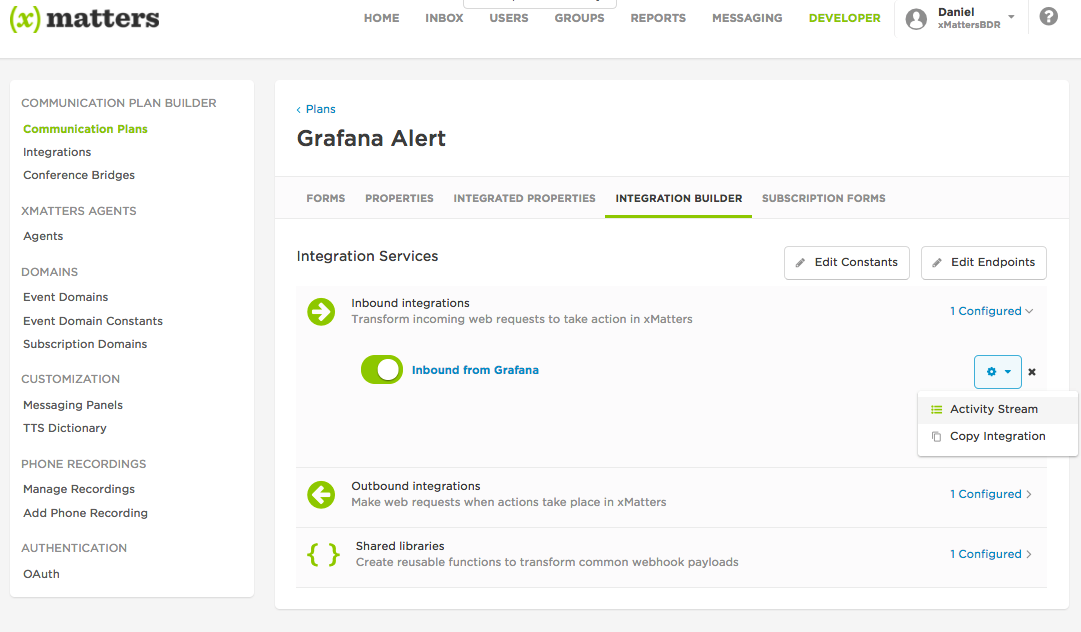 (x) matters
HOME INBOX USERS GROUPS REPORTS MESSAGING DEVELOPER
Daniel
xMattersBDR
?
COMMUNICATION PLAN BUILDER
Communication Plans
Integrations
Conference Bridges
XMATTERS AGENTS
Agents
DOMAINS
Event Domains
Event Domain Constants
Subscription Domains
CUSTOMIZATION
Messaging Panels
TTS Dictionary
PHONE RECORDINGS
Manage Recordings
Add Phone Recording
AUTHENTICATION
OAuth
‹ Plans
Grafana Alert
FORMS PROPERTIES INTEGRATED PROPERTIES INTEGRATION BUILDER SUBSCRIPTION FORMS
Integration Services
Edit Constants
Edit Endpoints
Inbound integrations
Transform incoming web requests to take action in xMatters
1 Configured
Inbound from Grafana
Activity Stream
Copy Integration
Outbound integrations
Make web requests when actions take place in xMatters
1 Configured
{ }
Shared libraries
Create reusable functions to transform common webhook payloads
1 Configured